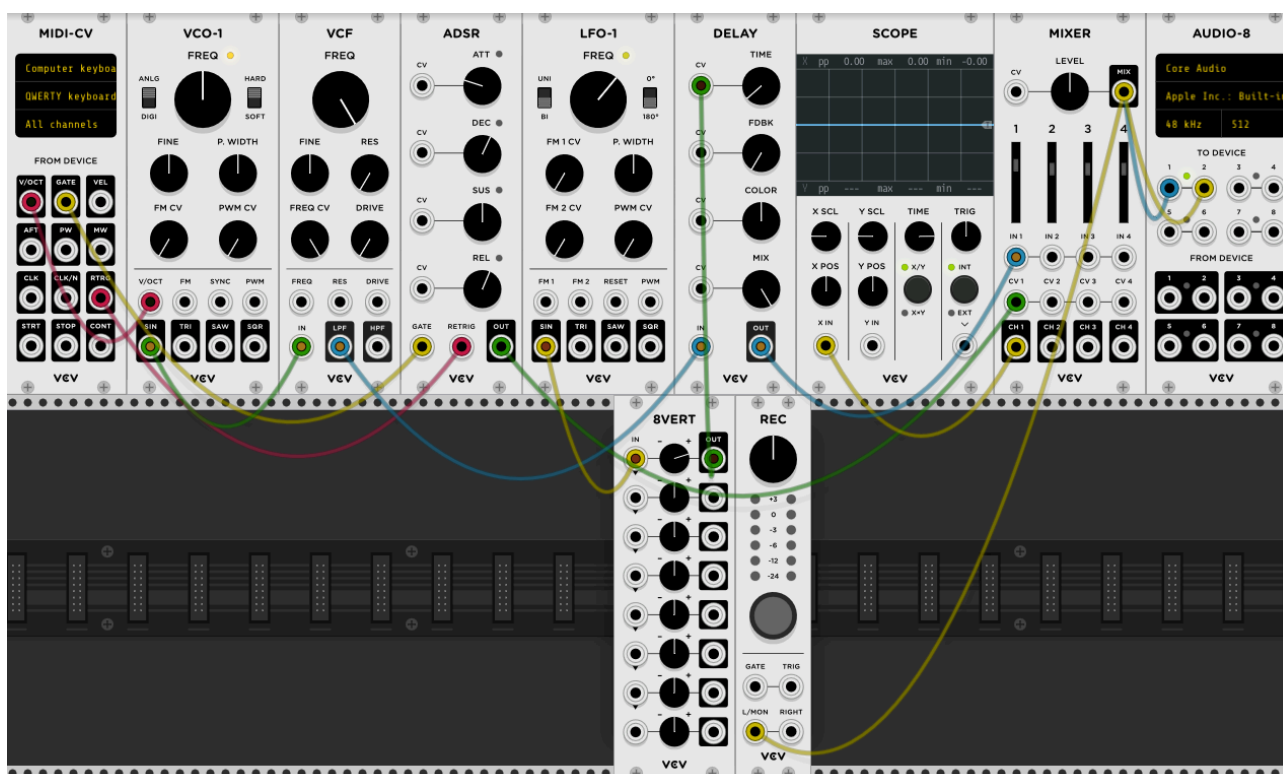 MIDI-CV
Computer keyboa
QWERTY keyboard
All channels
FROM DEVICE
V/OCT GATE VEL
AFT PW MW
CLK CLK/N RTRG
STRT STOP CONT
VCV
VCO-1
FREQ
ANLG HARD
DIGI SOFT
FINE P. WIDTH
FM CV PWM CV
V/OCT FM SYNC PWM
SIN TRI SAW SQR
VCV
VCF
FREQ
FINE RES
FREQ CV DRIVE
FREQ RES DRIVE
IN LPF HPF
VCV
ADSR
ATT
CV
DEC
CV
SUS
CV
REL
CV
GATE RETRIG OUT
VCV
LFO-1
FREQ
UNI 0°
BI 180°
FM 1 CV P. WIDTH
FM 2 CV PWM CV
FM 1 FM 2 RESET PWM
SIN TRI SAW SQR
VCV
DELAY
TIME
CV
FDBK
CV
COLOR
CV
MIX
CV
IN OUT
VCV
SCOPE
X pp 0.00 max 0.00 min -0.00
Y pp --- max --- min ---
X SCL Y SCL TIME TRIG
X POS Y POS X/Y INT
X×Y EXT
X IN Y IN
VCV
MIXER
LEVEL
CV MIX
1 2 3 4
IN 1 IN 2 IN 3 IN 4
CV 1 CV 2 CV 3 CV 4
CH 1 CH 2 CH 3 CH 4
VCV
AUDIO-8
Core Audio
Apple Inc.: Built-i
48 kHz 512
TO DEVICE
1 2 3 4
5 6 7 8
FROM DEVICE
1 2 3 4
5 6 7 8
VCV
8VERT
IN OUT
- +
- +
- +
- +
- +
- +
- +
- +
VCV
REC
+3
0
-3
-6
-12
-24
GATE TRIG
L/MON RIGHT
VCV